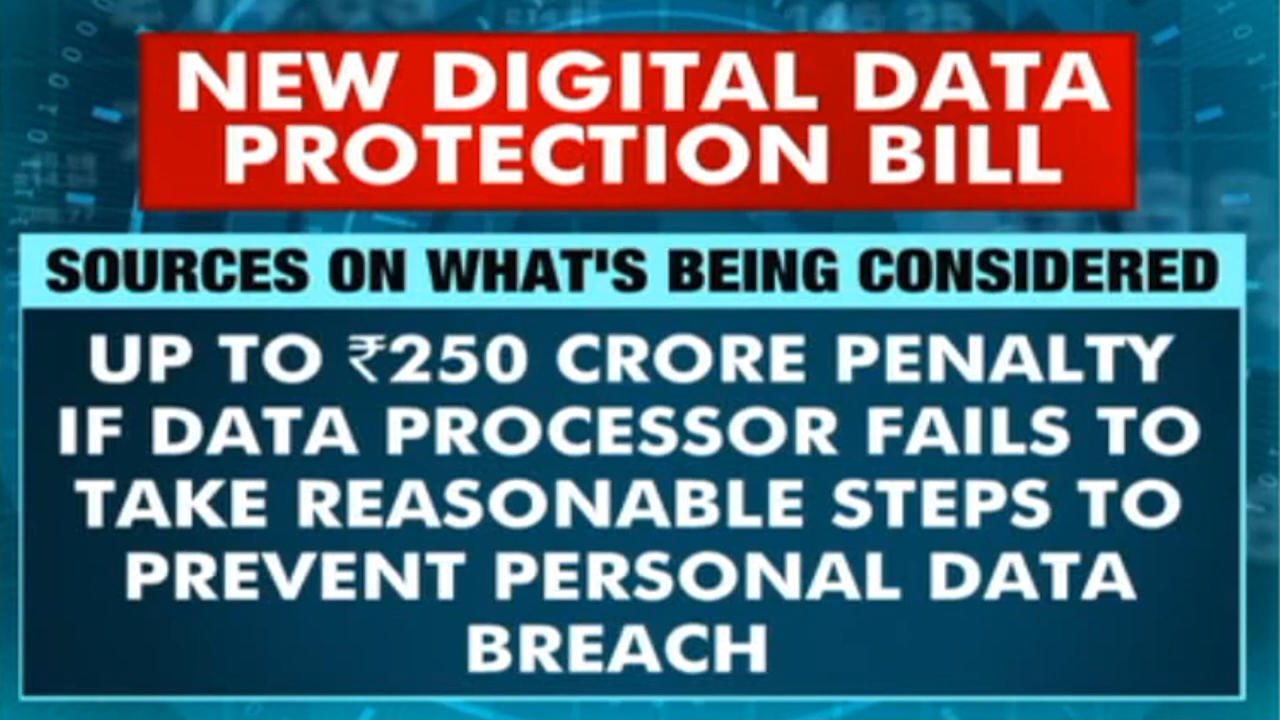 NEW DIGITAL DATA
PROTECTION BILL
SOURCES ON WHAT'S BEING CONSIDERED
UP TO ₹250 CRORE PENALTY
IF DATA PROCESSOR FAILS TO
TAKE REASONABLE STEPS TO
PREVENT PERSONAL DATA
BREACH